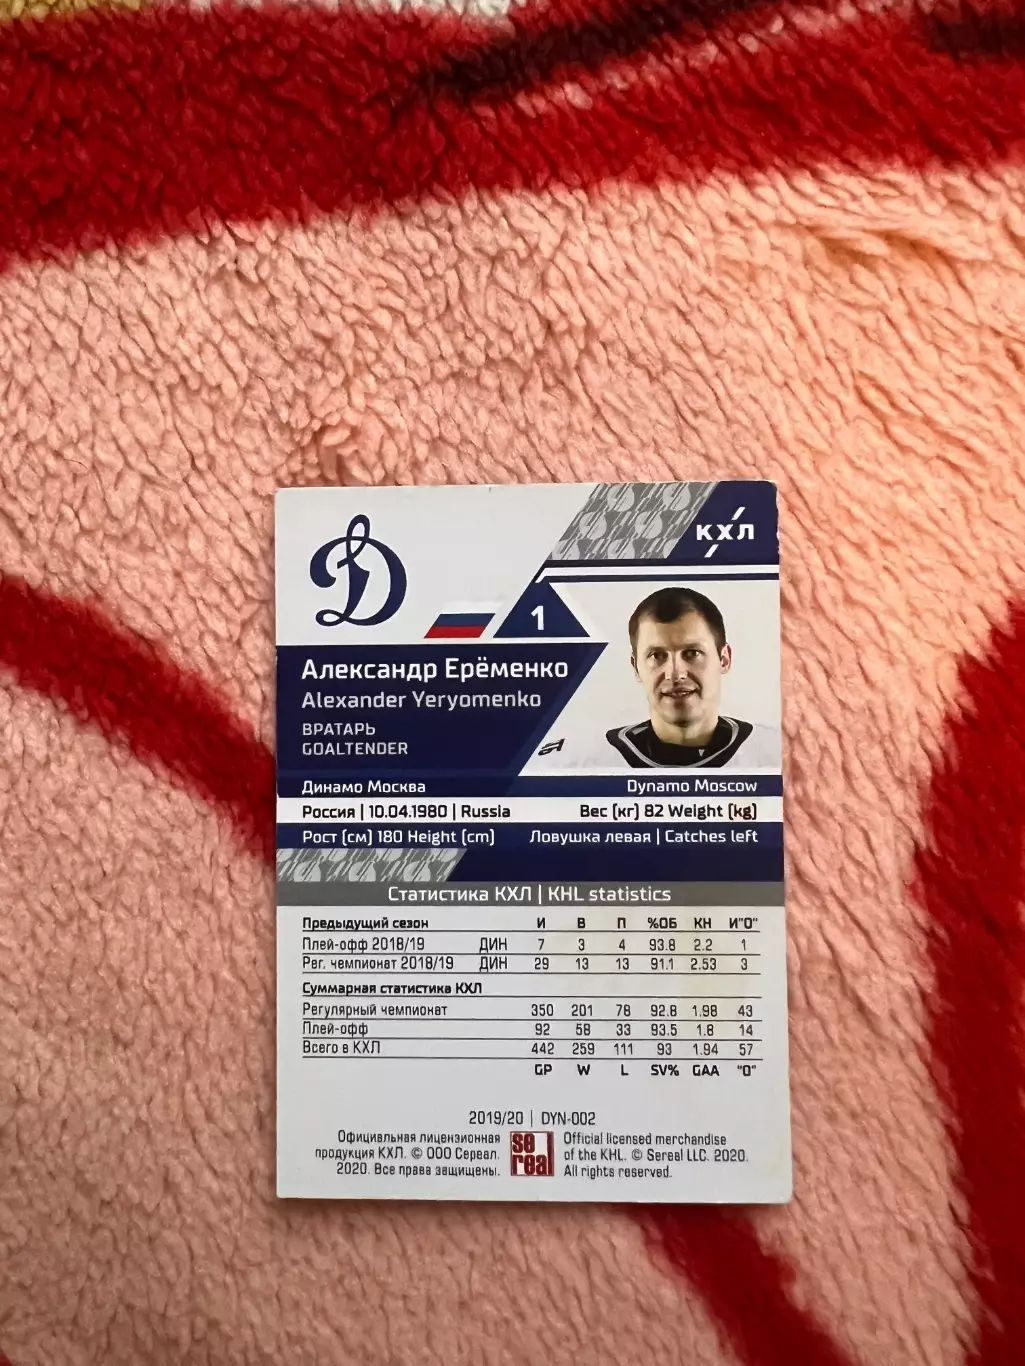 КХЛ
1
Александр Ерёменко
Alexander Yeryomenko
ВРАТАРЬ
GOALTENDER
Динамо Москва Dynamo Moscow
Россия | 10.04.1980 | Russia Вес (кг) 82 Weight (kg)
Рост (см) 180 Height (cm) Ловушка левая | Catches left
Статистика КХЛ | KHL statistics
Предыдущий сезон И В П %ОБ КН И"0"
Плей-офф 2018/19 ДИН 7 3 4 93.8 2.2 1
Рег. чемпионат 2018/19 ДИН 29 13 13 91.1 2.53 3
Суммарная статистика КХЛ
Регулярный чемпионат 350 201 78 92.8 1.98 43
Плей-офф 92 58 33 93.5 1.8 14
Всего в КХЛ 442 259 111 93 1.94 57
GP W L SV% GAA "0"
2019/20 | DYN-002
Официальная лицензионная
продукция КХЛ. © ООО Сереал.
2020. Все права защищены.
se
real
Official licensed merchandise
of the KHL. © Sereal LLC. 2020.
All rights reserved.